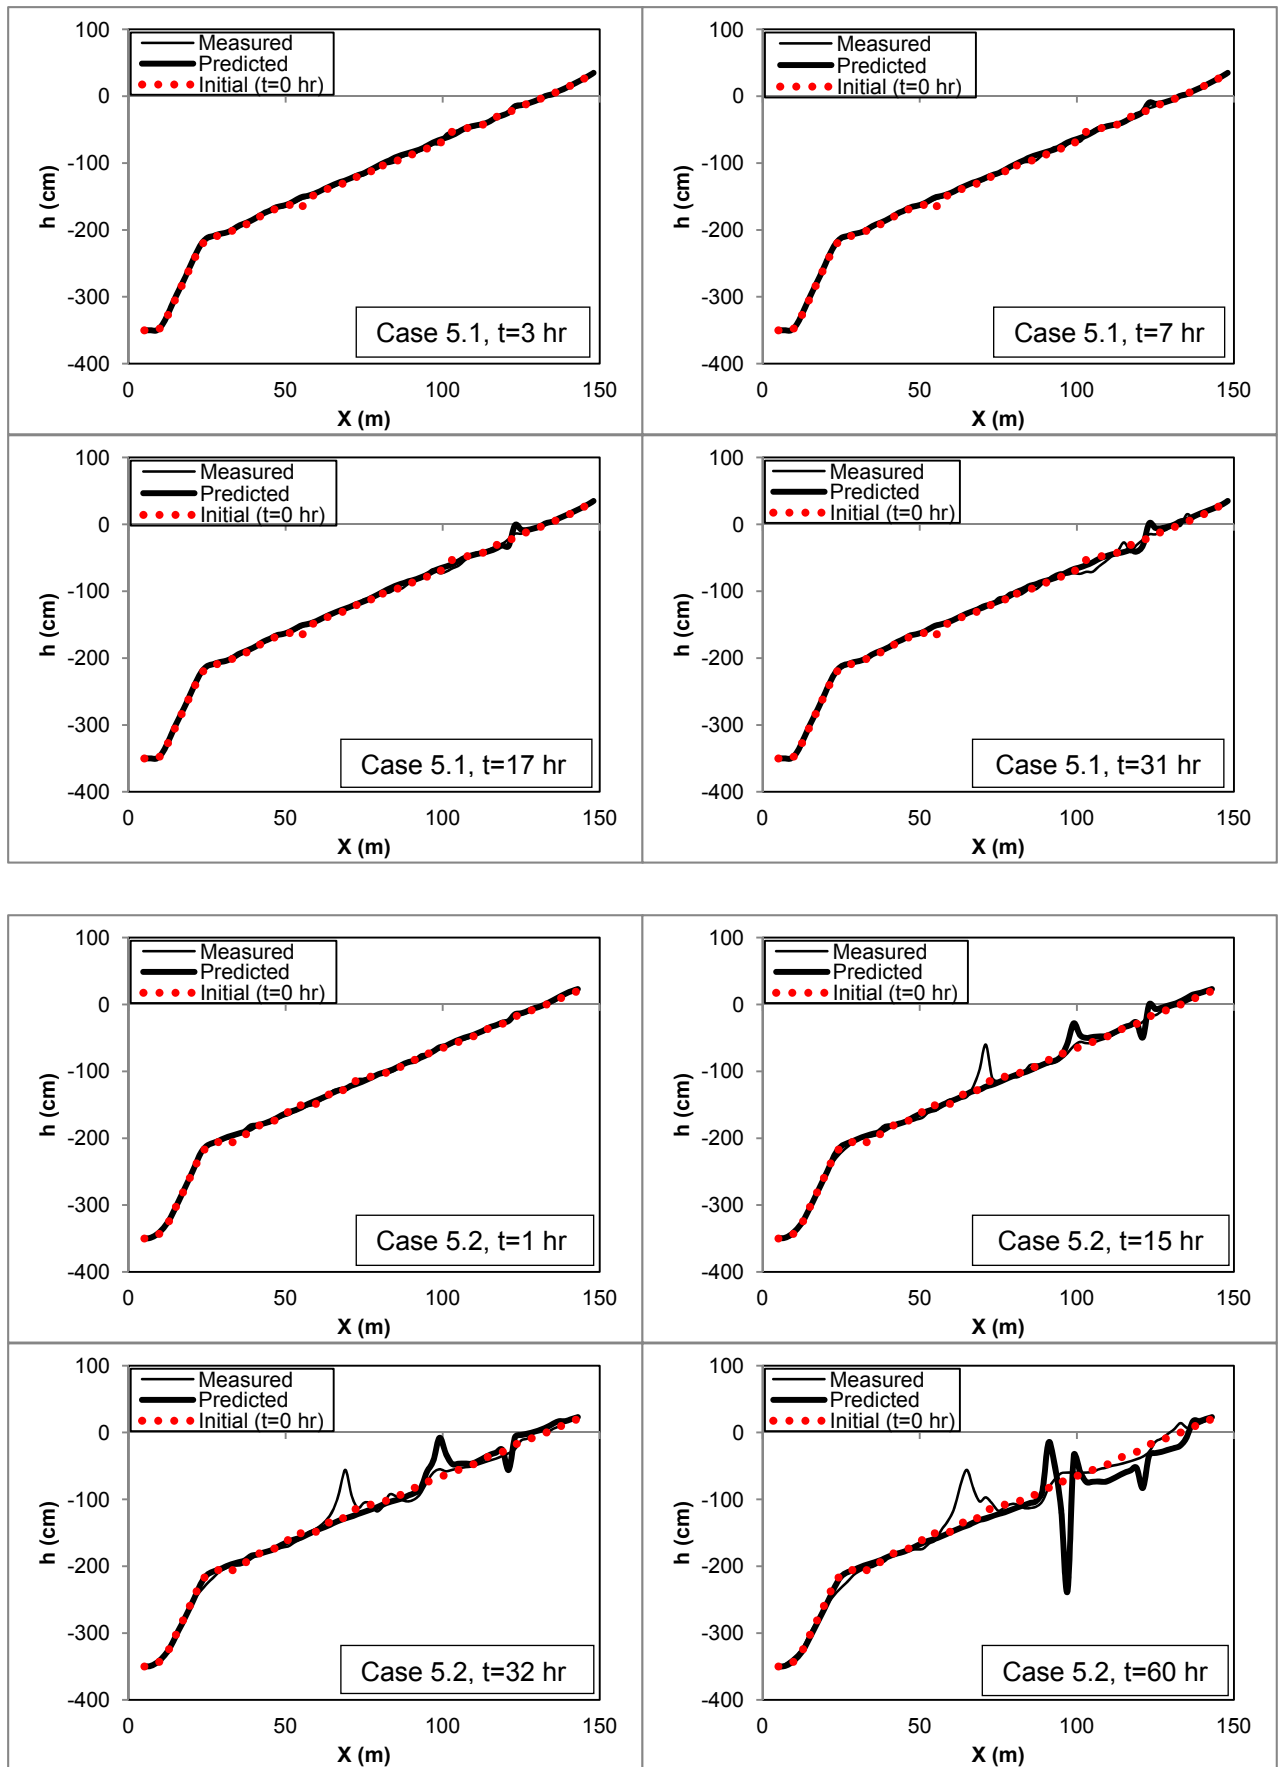 100
0
-100
-200
-300
-400
h (cm)
Measured
Predicted
Initial (t=0 hr)
Case 5.1, t=3 hr
0 50 100 150
X (m)
100
0
-100
-200
-300
-400
h (cm)
Measured
Predicted
Initial (t=0 hr)
Case 5.1, t=7 hr
0 50 100 150
X (m)
100
0
-100
-200
-300
-400
h (cm)
Measured
Predicted
Initial (t=0 hr)
Case 5.1, t=17 hr
0 50 100 150
X (m)
100
0
-100
-200
-300
-400
h (cm)
Measured
Predicted
Initial (t=0 hr)
Case 5.1, t=31 hr
0 50 100 150
X (m)
100
0
-100
-200
-300
-400
h (cm)
Measured
Predicted
Initial (t=0 hr)
Case 5.2, t=1 hr
0 50 100 150
X (m)
100
0
-100
-200
-300
-400
h (cm)
Measured
Predicted
Initial (t=0 hr)
Case 5.2, t=15 hr
0 50 100 150
X (m)
100
0
-100
-200
-300
-400
h (cm)
Measured
Predicted
Initial (t=0 hr)
Case 5.2, t=32 hr
0 50 100 150
X (m)
100
0
-100
-200
-300
-400
h (cm)
Measured
Predicted
Initial (t=0 hr)
Case 5.2, t=60 hr
0 50 100 150
X (m)